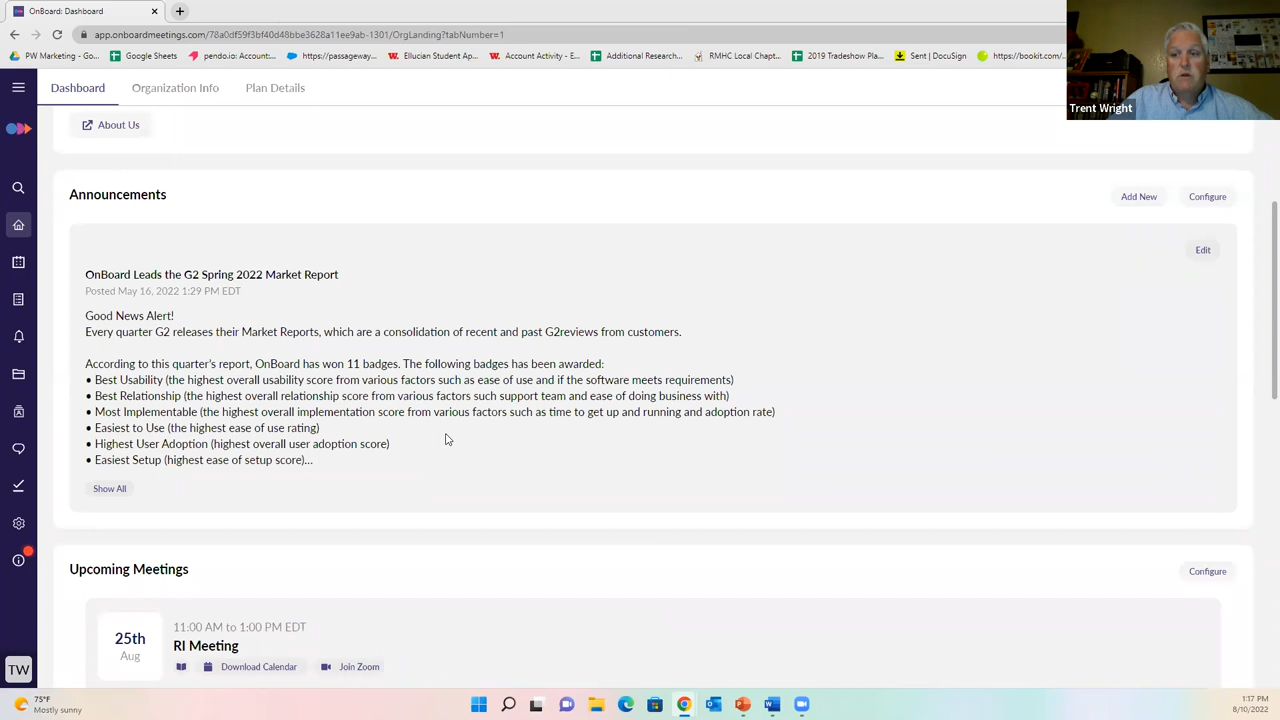 OnBoard: Dashboard
app.onboardmeetings.com/78a0df59f3bf40d48bbe3628a11ee9ab-1301/OrgLanding?tabNumber=1
PW Marketing - Go... Google Sheets pendo.io: Account:... https://passagewa... Ellucian Student Ap... Account Activity - E... Additional Research... RMHC Local Chapt... 2019 Tradeshow Pla... Sent | DocuSign https://bookit.com/...
Trent Wright
Dashboard Organization Info Plan Details
About Us
Announcements
Add New Configure
Edit
OnBoard Leads the G2 Spring 2022 Market Report
Posted May 16, 2022 1:29 PM EDT
Good News Alert!
Every quarter G2 releases their Market Reports, which are a consolidation of recent and past G2reviews from customers.
According to this quarter's report, OnBoard has won 11 badges. The following badges has been awarded:
• Best Usability (the highest overall usability score from various factors such as ease of use and if the software meets requirements)
• Best Relationship (the highest overall relationship score from various factors such support team and ease of doing business with)
• Most Implementable (the highest overall implementation score from various factors such as time to get up and running and adoption rate)
• Easiest to Use (the highest ease of use rating)
• Highest User Adoption (highest overall user adoption score)
• Easiest Setup (highest ease of setup score)...
Show All
Upcoming Meetings
Configure
25th
Aug
11:00 AM to 1:00 PM EDT
RI Meeting
Download Calendar Join Zoom
TW
75°F
Mostly sunny
1:17 PM
8/10/2022